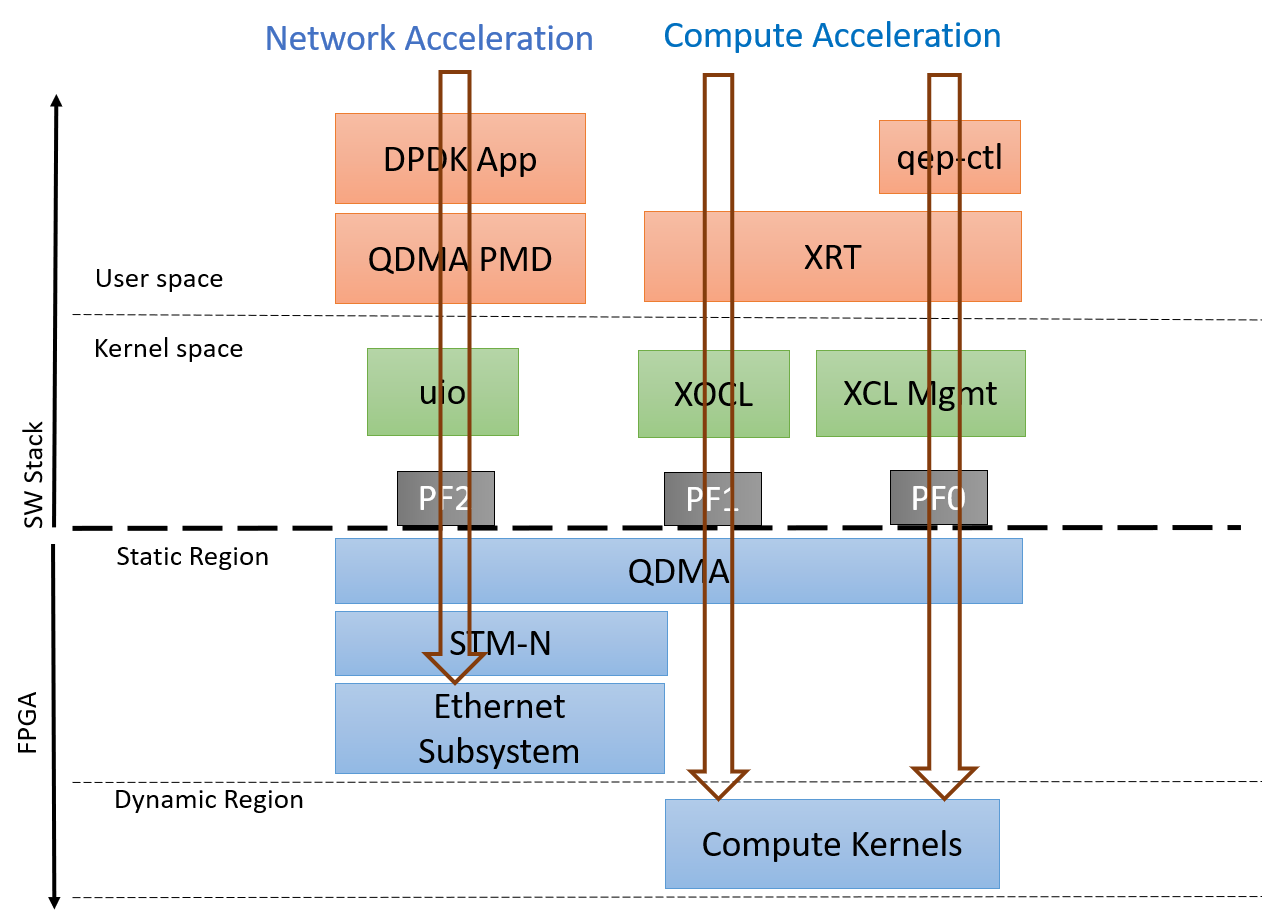 Network Acceleration
Compute Acceleration
DPDK App
qep-ctl
QDMA PMD
XRT
User space
Kernel space
uio
XOCL
XCL Mgmt
SW Stack
PF2
PF1
PF0
Static Region
QDMA
STM-N
FPGA
Ethernet
Subsystem
Dynamic Region
Compute Kernels